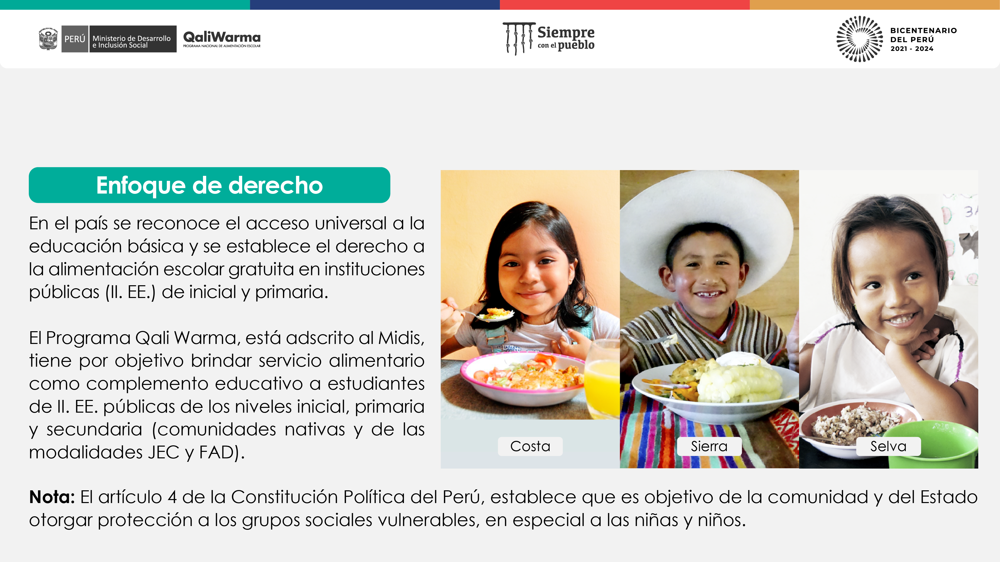 REPÚBLICA DEL PERÚ
PERÚ
Ministerio de Desarrollo
e Inclusión Social
QaliWarma
PROGRAMA NACIONAL DE ALIMENTACIÓN ESCOLAR
Siempre
con el pueblo
BICENTENARIO
DEL PERÚ
2021 - 2024
Enfoque de derecho
En el país se reconoce el acceso universal a la
educación básica y se establece el derecho a
la alimentación escolar gratuita en instituciones
públicas (II. EE.) de inicial y primaria.
El Programa Qali Warma, está adscrito al Midis,
tiene por objetivo brindar servicio alimentario
como complemento educativo a estudiantes
de II. EE. públicas de los niveles inicial, primaria
y secundaria (comunidades nativas y de las
modalidades JEC y FAD).
Costa
Sierra
Selva
Nota: El artículo 4 de la Constitución Política del Perú, establece que es objetivo de la comunidad y del Estado
otorgar protección a los grupos sociales vulnerables, en especial a las niñas y niños.